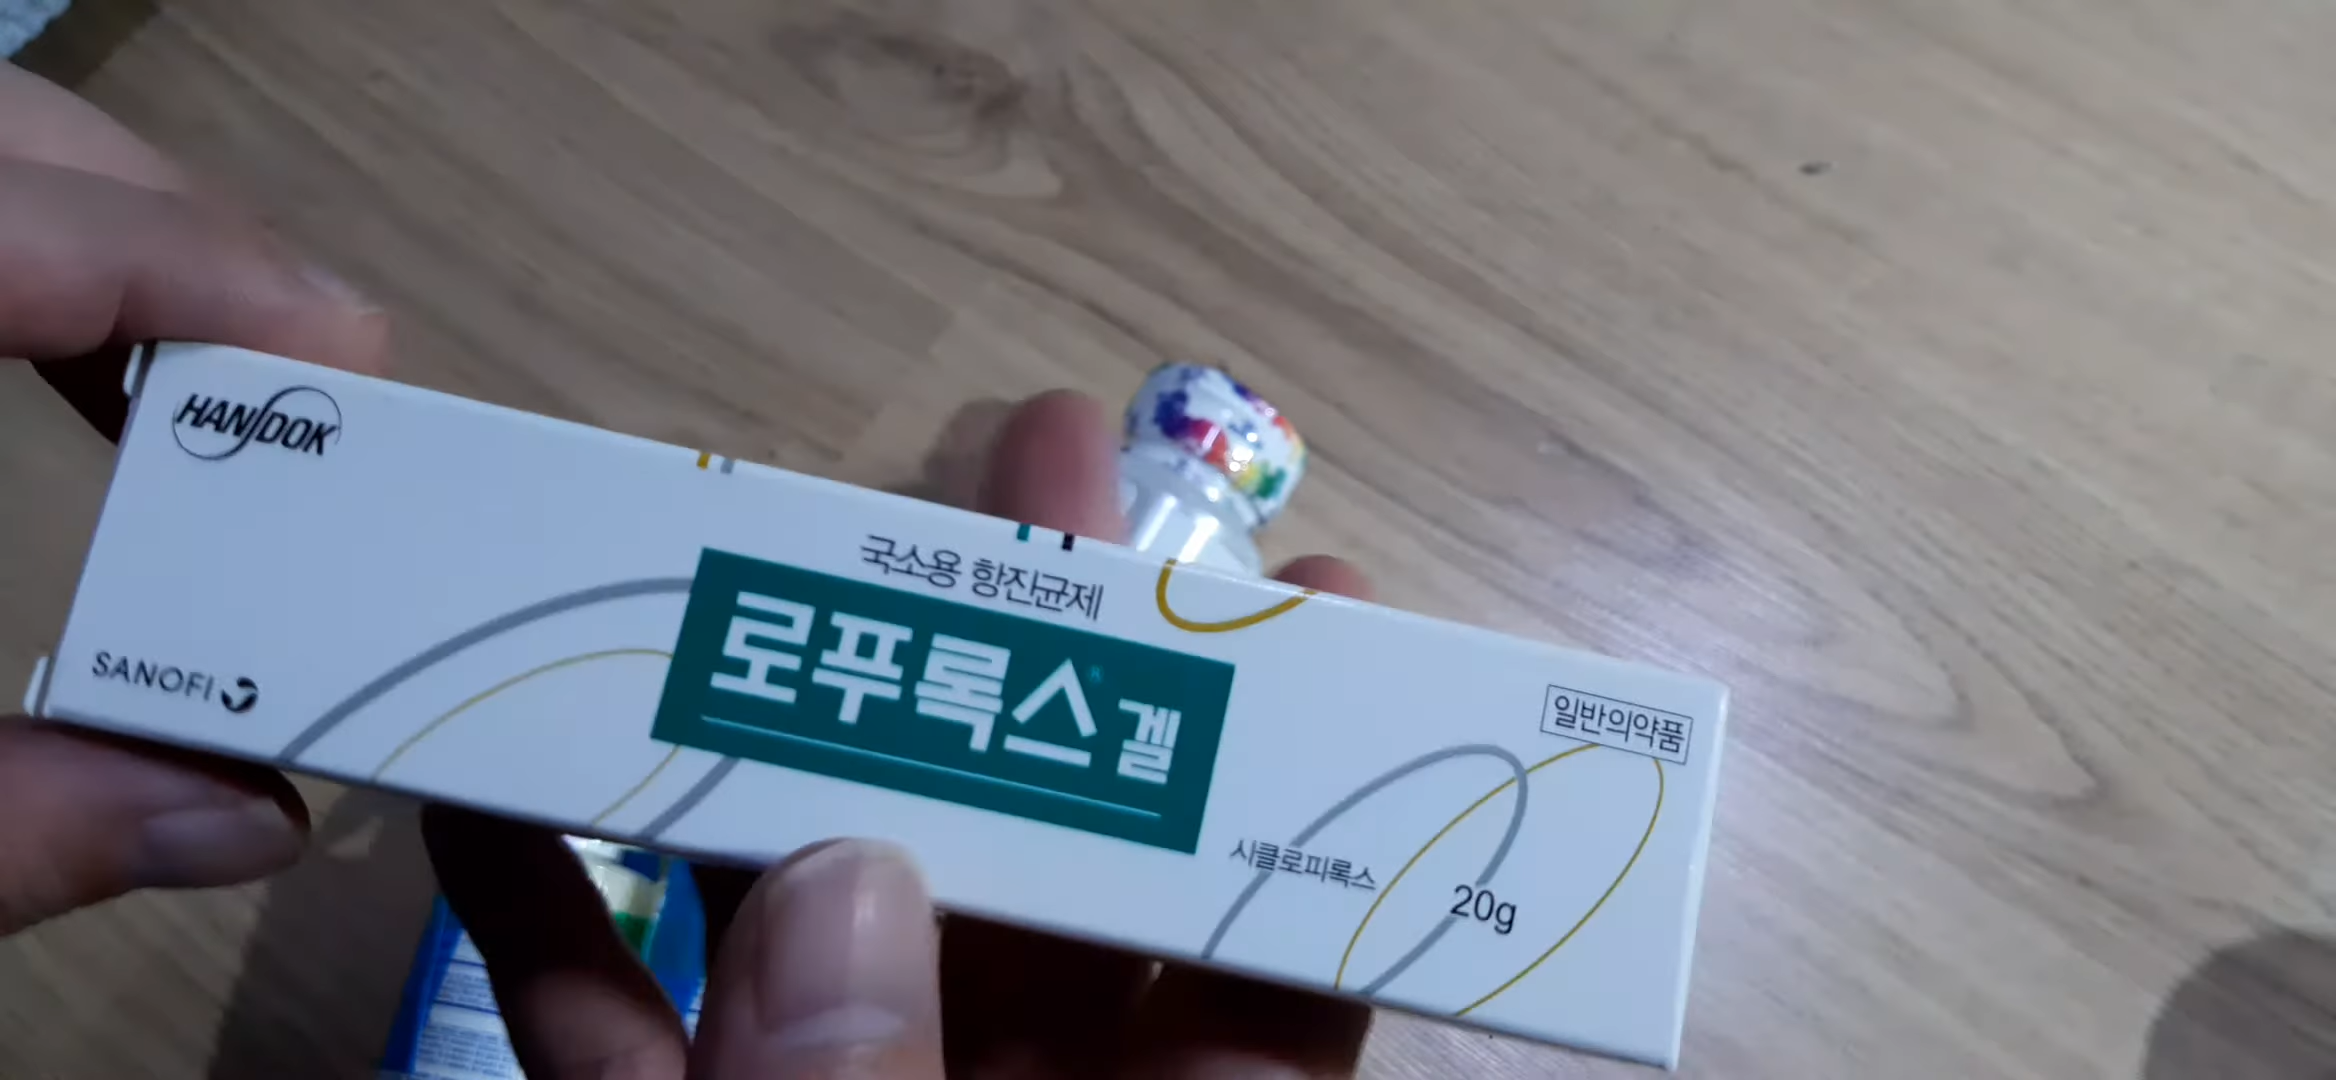 HANDOK
SANOFI
국소용 항진균제
로푸록스® 겔
일반의약품
시클로피록스
20g